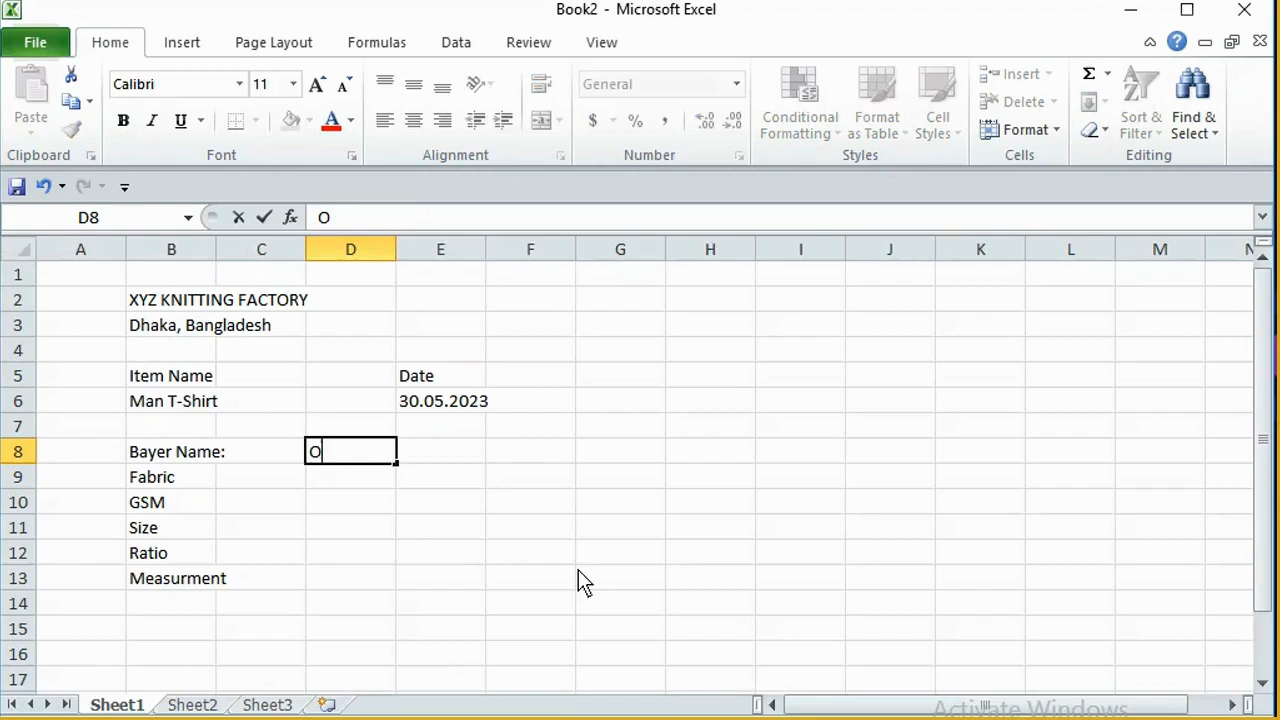 Book2 - Microsoft Excel
File Home Insert Page Layout Formulas Data Review View
Paste
Calibri 11
B I U A
General
$ % ,
Conditional Formatting
Format as Table
Cell Styles
Insert
Delete
Format
Σ
Sort & Filter
Find & Select
Clipboard Font Alignment Number Styles Cells Editing
D8 fx O
A B C D E F G H I J K L M N
1
2 XYZ KNITTING FACTORY
3 Dhaka, Bangladesh
4
5 Item Name Date
6 Man T-Shirt 30.05.2023
7
8 Bayer Name: O
9 Fabric
10 GSM
11 Size
12 Ratio
13 Measurment
14
15
16
17
Sheet1 Sheet2 Sheet3
Activate Windows